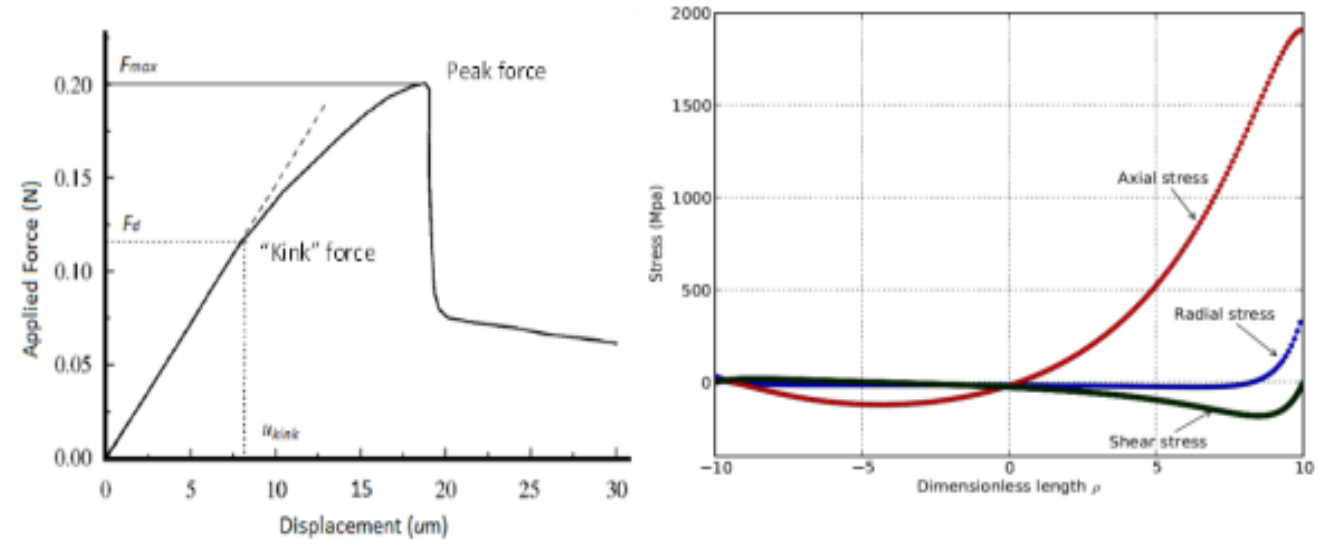 Fmax
Peak force
0.20
0.15
Fd
"Kink" force
0.10
0.05
ukink
0.00
0 5 10 15 20 25 30
Applied Force (N)
Displacement (um)
2000
1500
Axial stress
1000
500
Radial stress
0
Shear stress
−10 −5 0 5 10
Stress (Mpa)
Dimensionless length ρ